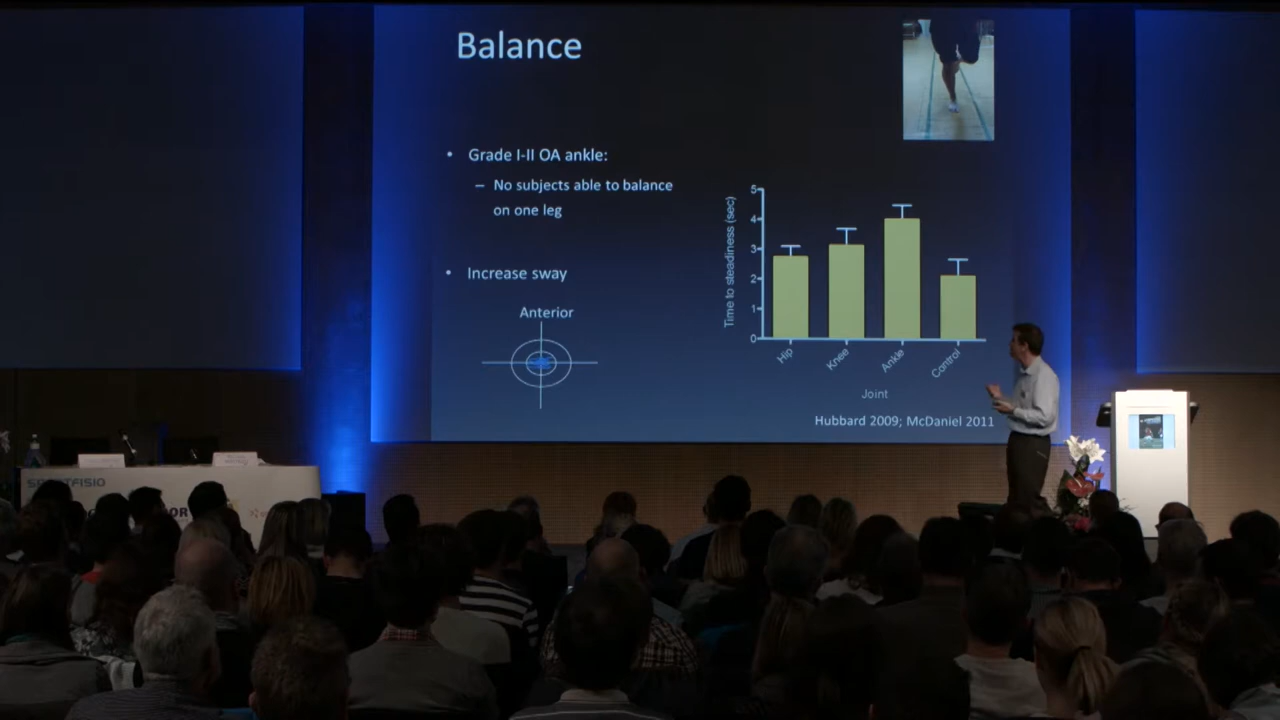 Balance
• Grade I-II OA ankle:
– No subjects able to balance
on one leg
• Increase sway
Anterior
Time to steadiness (sec)
5
4
3
2
1
0
Hip
Knee
Ankle
Control
Joint
Hubbard 2009; McDaniel 2011
SPORTFISIO